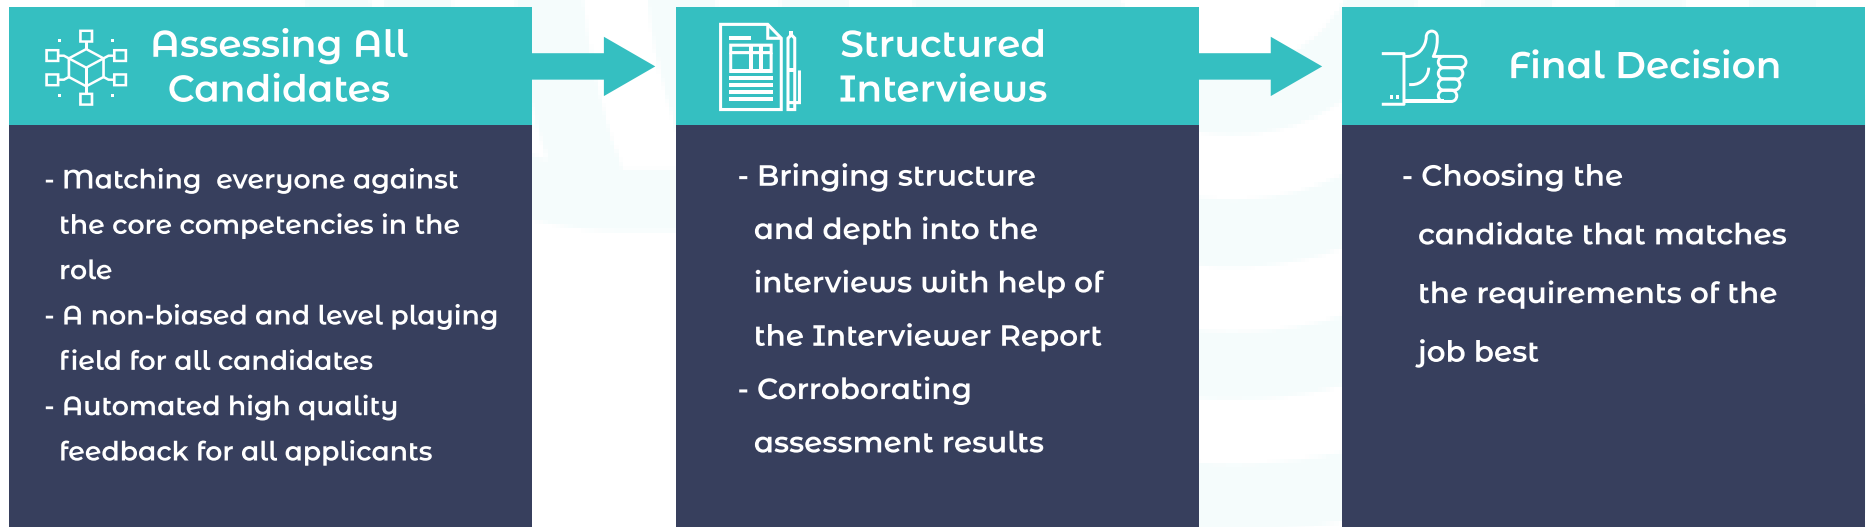 Assessing All
Candidates
- Matching  everyone against
the core competencies in the
role
- A non-biased and level playing
field for all candidates
- Automated high quality
feedback for all applicants
Structured
Interviews
- Bringing structure
and depth into the
interviews with help of
the Interviewer Report
- Corroborating
assessment results
Final Decision
- Choosing the
candidate that matches
the requirements of the
job best